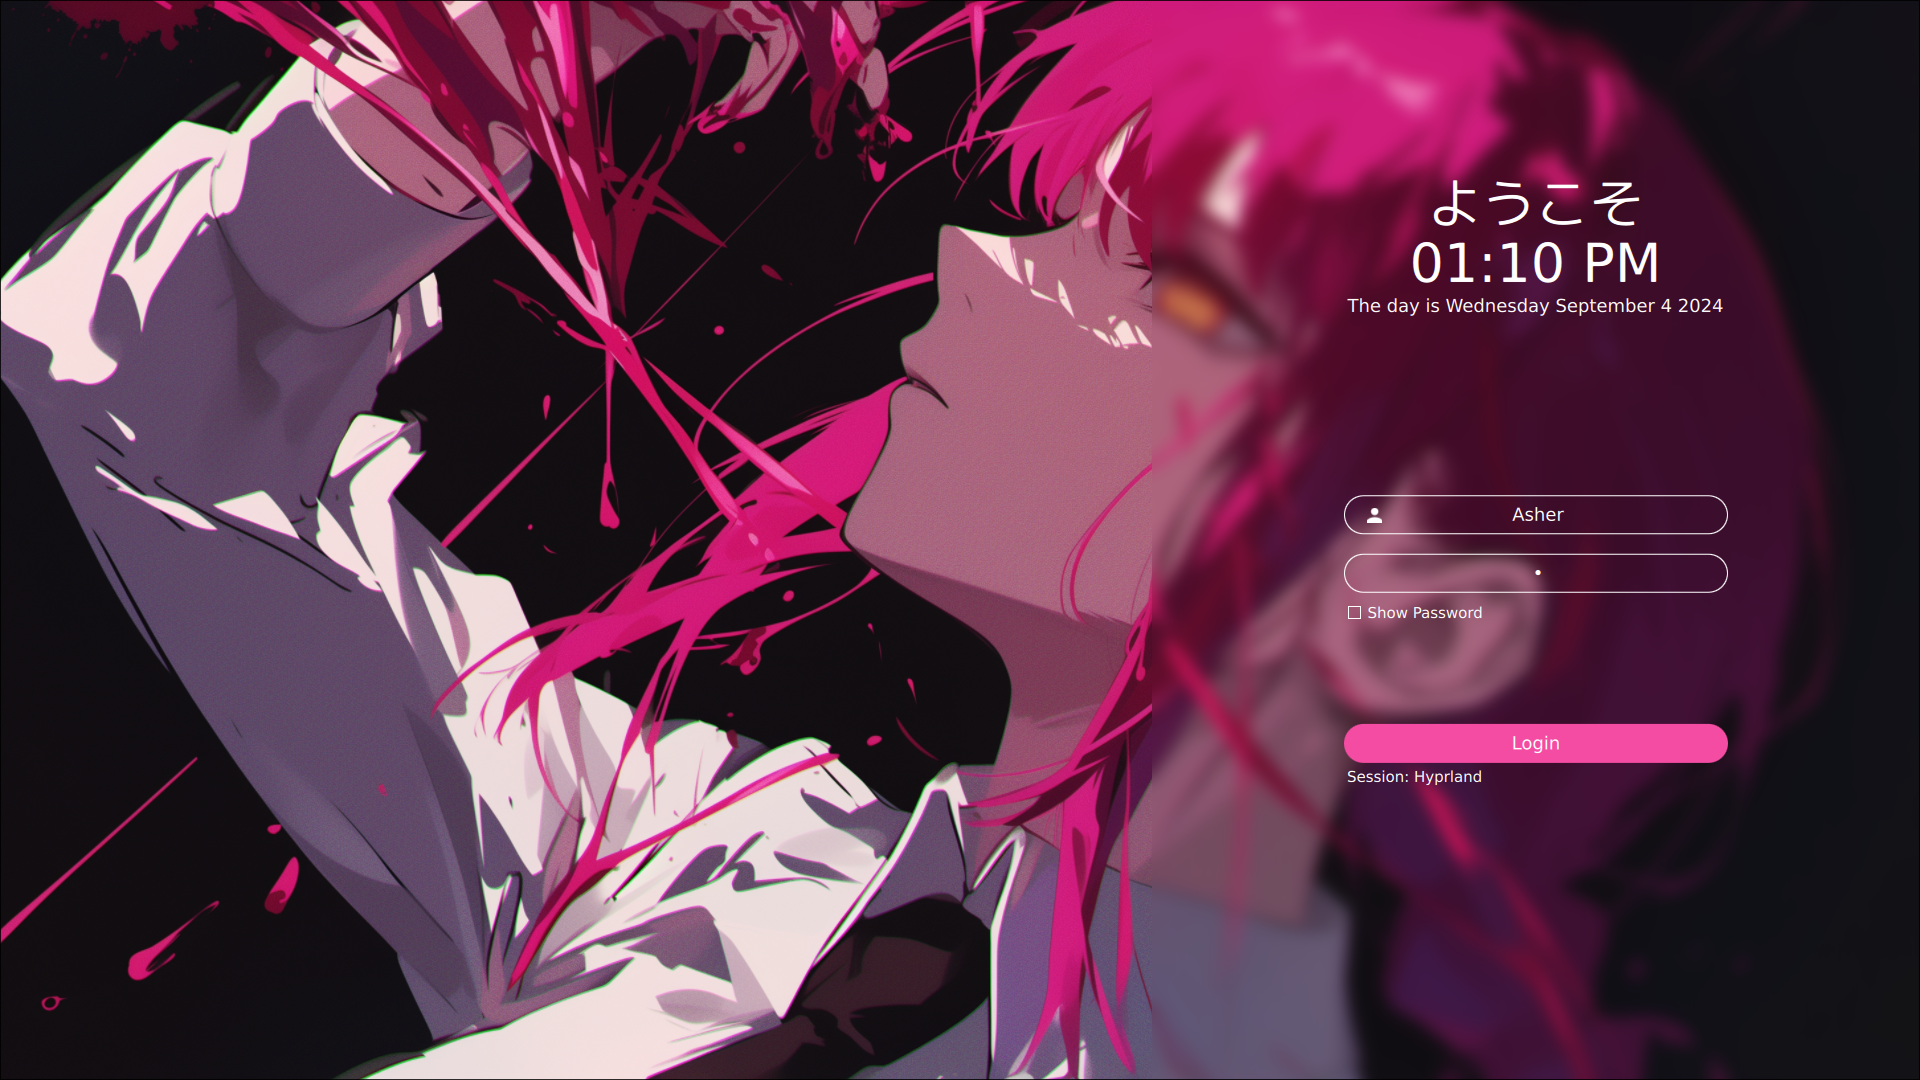 ようこそ
01:10 PM
The day is Wednesday September 4 2024
Asher
•
Show Password
Login
Session: Hyprland